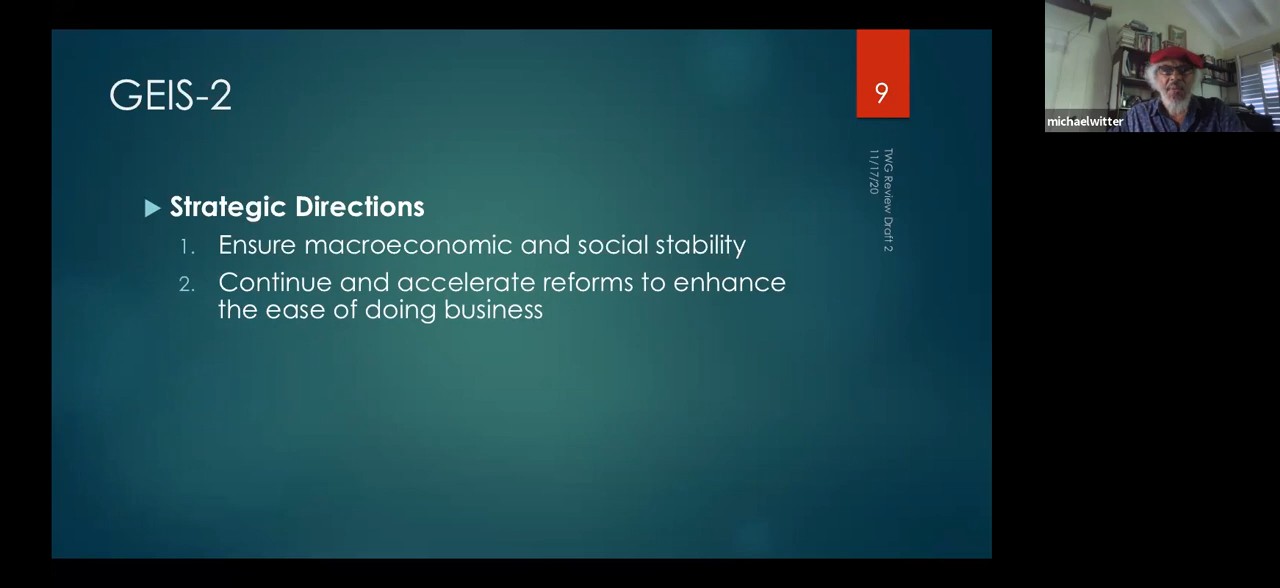 GEIS-2
9
TWG Review Draft 2
11/17/20
Strategic Directions
1. Ensure macroeconomic and social stability
2. Continue and accelerate reforms to enhance
the ease of doing business
michaelwitter